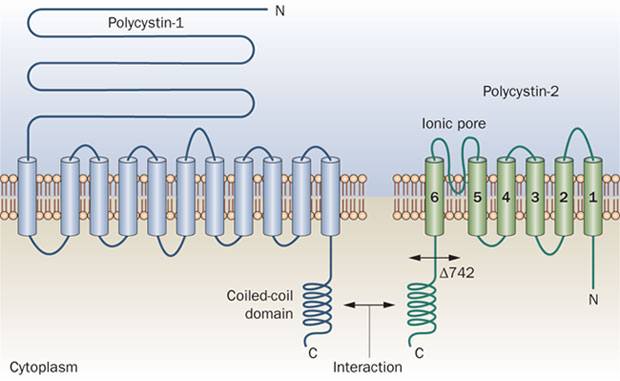 N
Polycystin-1
Polycystin-2
Ionic pore
6 5 4 3 2 1
Δ742
Coiled-coil
domain
N
C
C
Cytoplasm
Interaction